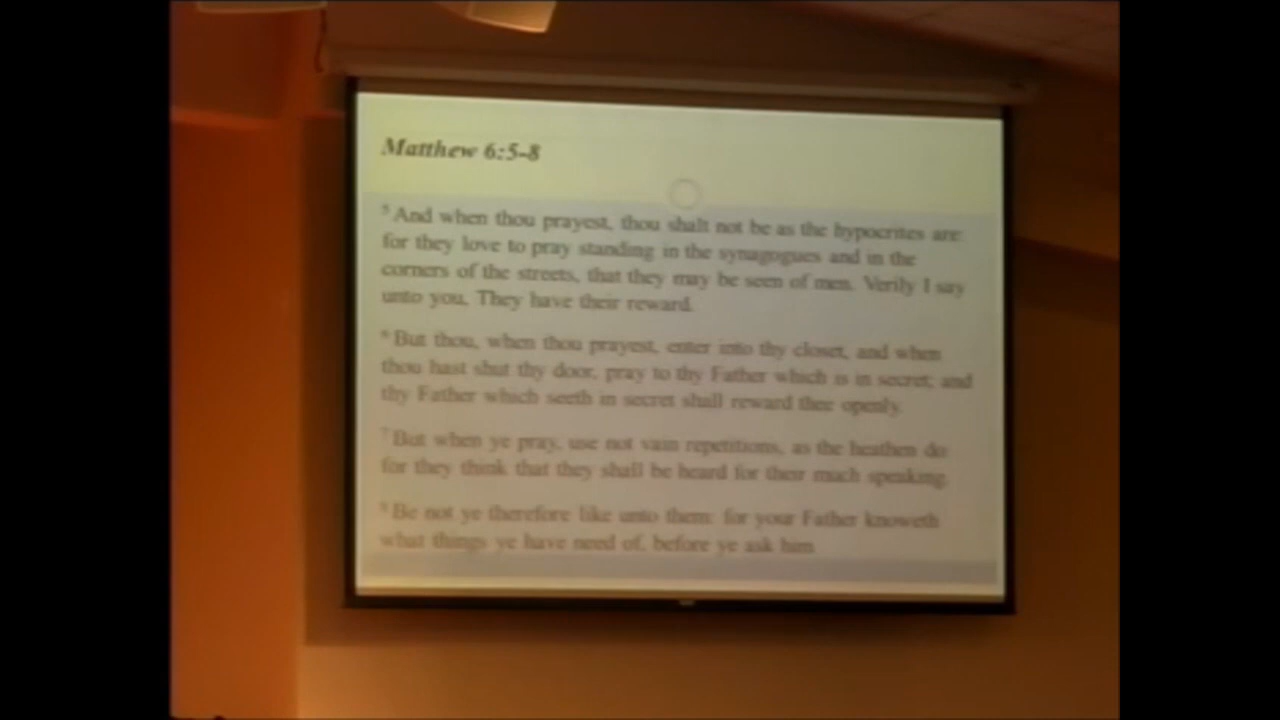 Matthew 6:5-8
5 And when thou prayest, thou shalt not be as the hypocrites are:
for they love to pray standing in the synagogues and in the
corners of the streets, that they may be seen of men. Verily I say
unto you, They have their reward.
6 But thou, when thou prayest, enter into thy closet, and when
thou hast shut thy door, pray to thy Father which is in secret; and
thy Father which seeth in secret shall reward thee openly.
7 But when ye pray, use not vain repetitions, as the heathen do
for they think that they shall be heard for their much speaking.
8 Be not ye therefore like unto them: for your Father knoweth
what things ye have need of, before ye ask him